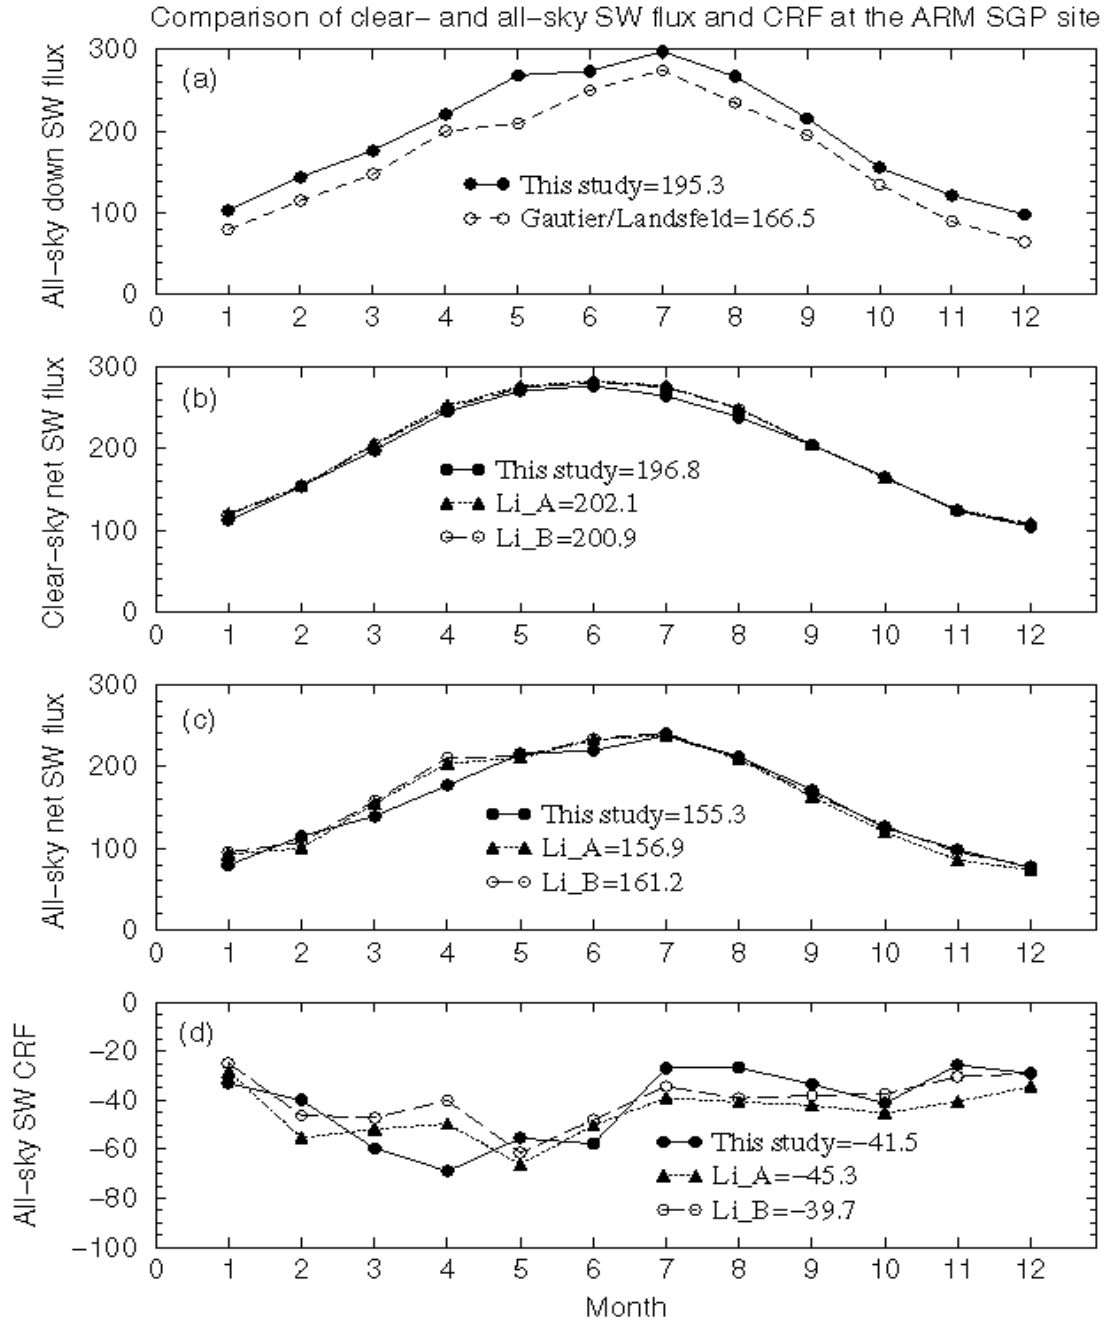 Comparison of clear− and all−sky SW flux and CRF at the ARM SGP site
All−sky down SW flux
300
200
100
0
(a)
This study=195.3
Gautier/Landsfeld=166.5
0 1 2 3 4 5 6 7 8 9 10 11 12
Clear−sky net SW flux
300
200
100
0
(b)
This study=196.8
Li_A=202.1
Li_B=200.9
0 1 2 3 4 5 6 7 8 9 10 11 12
All−sky net SW flux
300
200
100
0
(c)
This study=155.3
Li_A=156.9
Li_B=161.2
0 1 2 3 4 5 6 7 8 9 10 11 12
All−sky SW CRF
0
−20
−40
−60
−80
−100
(d)
This study=−41.5
Li_A=−45.3
Li_B=−39.7
0 1 2 3 4 5 6 7 8 9 10 11 12
Month